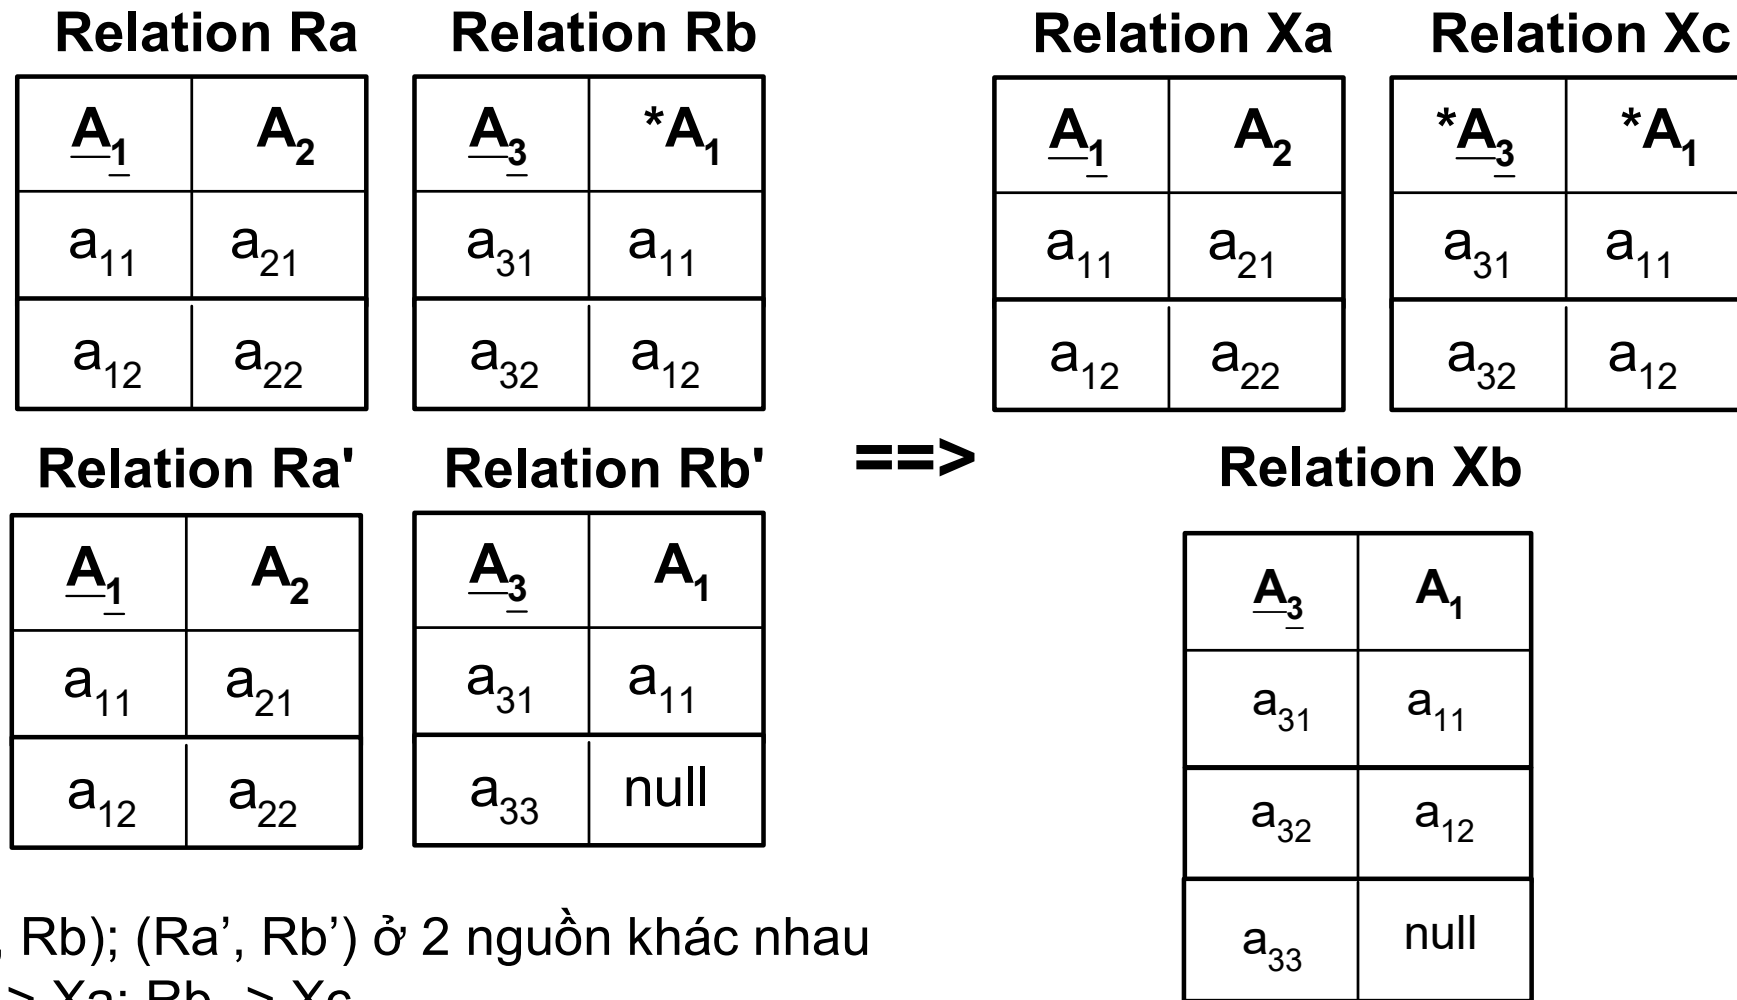 Relation Ra Relation Rb Relation Xa Relation Xc
A₁ A₂ A₃ *A₁ A₁ A₂ *A₃ *A₁
a₁₁ a₂₁ a₃₁ a₁₁ a₁₁ a₂₁ a₃₁ a₁₁
a₁₂ a₂₂ a₃₂ a₁₂ a₁₂ a₂₂ a₃₂ a₁₂
==>
Relation Ra' Relation Rb' Relation Xb
A₁ A₂ A₃ A₁ A₃ A₁
a₁₁ a₂₁ a₃₁ a₁₁ a₃₁ a₁₁
a₁₂ a₂₂ a₃₃ null a₃₂ a₁₂
a₃₃ null
, Rb); (Ra’, Rb’) ở 2 nguồn khác nhau
> Xa; Rb > Xc